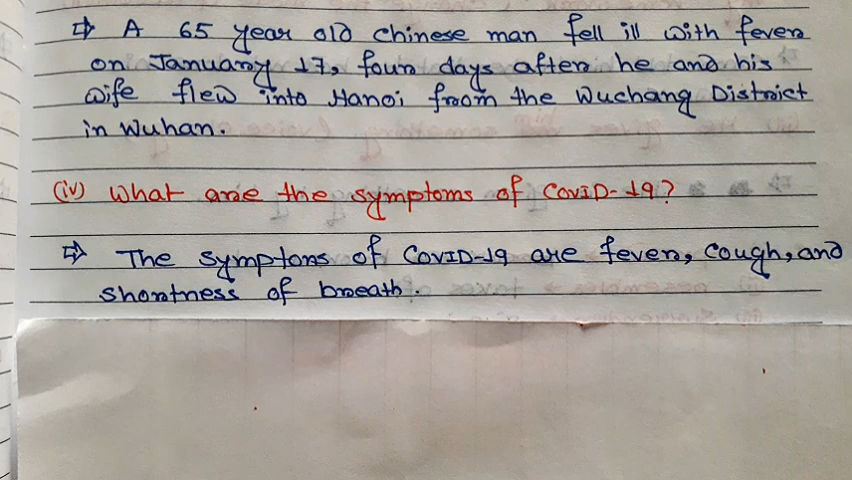 ⇒ A 65 year old Chinese man fell ill with fever
on January 17, four days after he and his
wife flew into Hanoi from the Wuchang District
in Wuhan.
(iv) What are the symptoms of COVID-19?
⇒ The symptons of COVID-19 are fever, cough, and
shortness of breath.